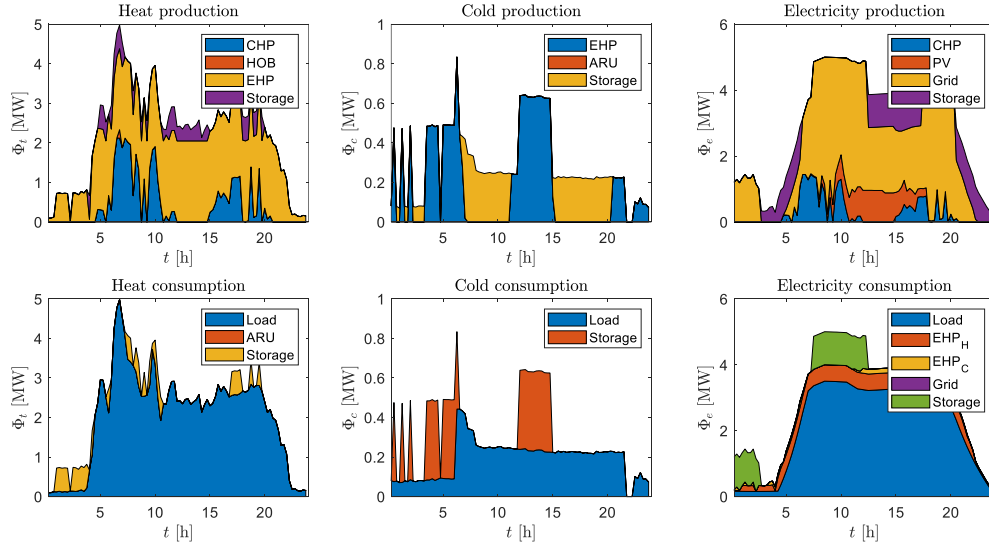 Heat production
Φt [MW]
5
4
3
2
1
0
CHP
HOB
EHP
Storage
5
10
15
20
t [h]
Cold production
Φc [MW]
1
0.8
0.6
0.4
0.2
0
EHP
ARU
Storage
5
10
15
20
t [h]
Electricity production
Φe [MW]
6
4
2
0
CHP
PV
Grid
Storage
5
10
15
20
t [h]
Heat consumption
Φt [MW]
5
4
3
2
1
0
Load
ARU
Storage
5
10
15
20
t [h]
Cold consumption
Φc [MW]
1
0.8
0.6
0.4
0.2
0
Load
Storage
5
10
15
20
t [h]
Electricity consumption
Φe [MW]
6
4
2
0
Load
EHP_H
EHP_C
Grid
Storage
5
10
15
20
t [h]